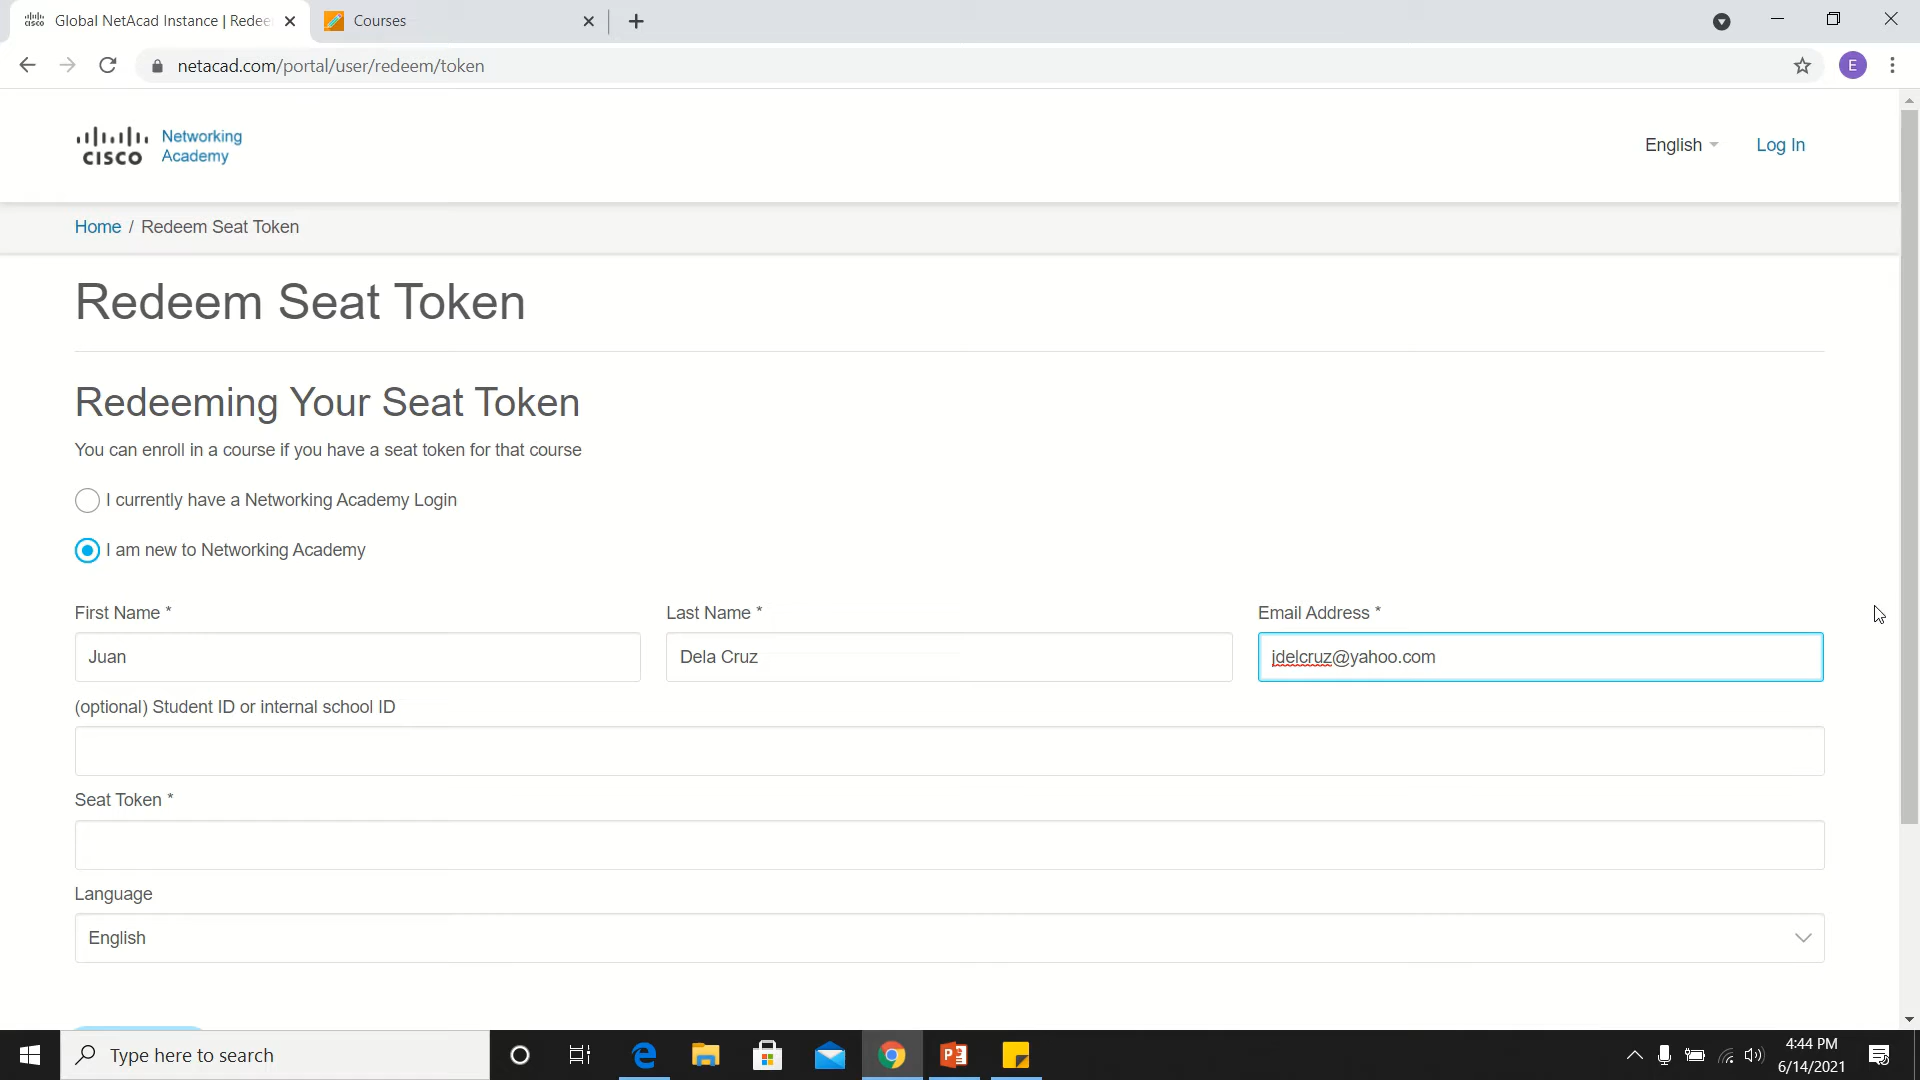 Global NetAcad Instance | Redee
Courses
netacad.com/portal/user/redeem/token
E
cisco
Networking
Academy
English
Log In
Home / Redeem Seat Token
Redeem Seat Token
Redeeming Your Seat Token
You can enroll in a course if you have a seat token for that course
I currently have a Networking Academy Login
I am new to Networking Academy
First Name *
Last Name *
Email Address *
Juan
Dela Cruz
jdelcruz@yahoo.com
(optional) Student ID or internal school ID
Seat Token *
Language
English
Type here to search
4:44 PM
6/14/2021